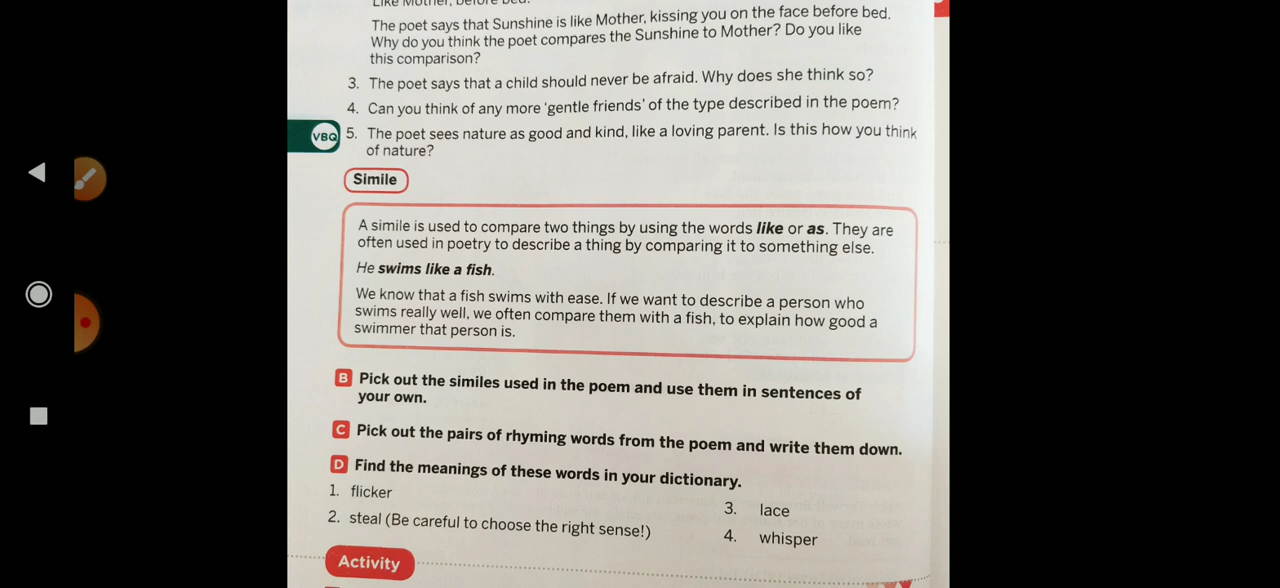 Like Mother, before bed.
The poet says that Sunshine is like Mother, kissing you on the face before bed.
Why do you think the poet compares the Sunshine to Mother? Do you like
this comparison?
3. The poet says that a child should never be afraid. Why does she think so?
4. Can you think of any more 'gentle friends' of the type described in the poem?
VBQ 5. The poet sees nature as good and kind, like a loving parent. Is this how you think
of nature?
Simile
A simile is used to compare two things by using the words like or as. They are
often used in poetry to describe a thing by comparing it to something else.
He swims like a fish.
We know that a fish swims with ease. If we want to describe a person who
swims really well, we often compare them with a fish, to explain how good a
swimmer that person is.
B Pick out the similes used in the poem and use them in sentences of
your own.
C Pick out the pairs of rhyming words from the poem and write them down.
D Find the meanings of these words in your dictionary.
1. flicker
2. steal (Be careful to choose the right sense!)
3. lace
4. whisper
Activity